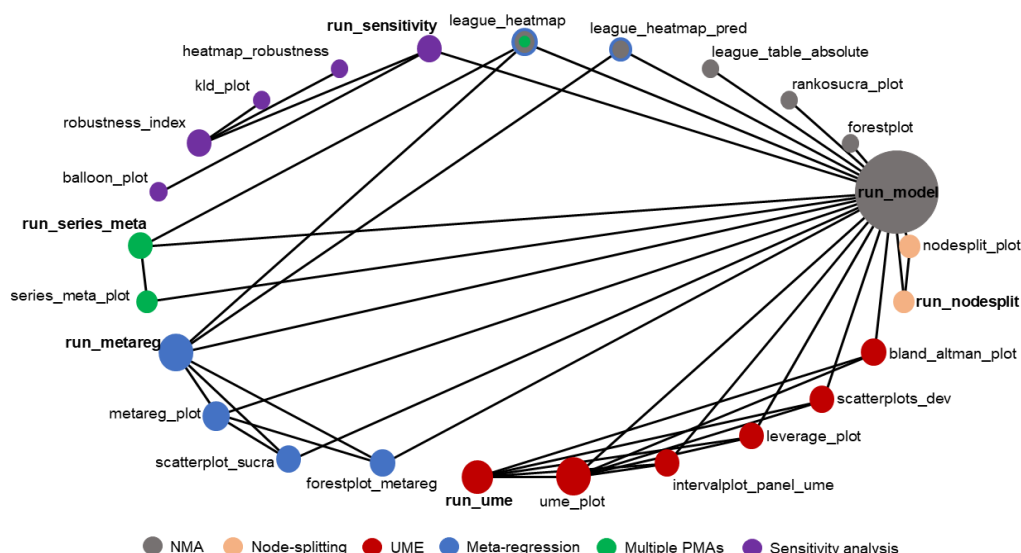 run_sensitivity
league_heatmap
league_heatmap_pred
heatmap_robustness
league_table_absolute
kld_plot
rankosucra_plot
robustness_index
forestplot
balloon_plot
run_model
run_series_meta
nodesplit_plot
series_meta_plot
run_nodesplit
run_metareg
bland_altman_plot
metareg_plot
scatterplots_dev
leverage_plot
scatterplot_sucra
forestplot_metareg
intervalplot_panel_ume
run_ume
ume_plot
NMA Node-splitting UME Meta-regression Multiple PMAs Sensitivity analysis